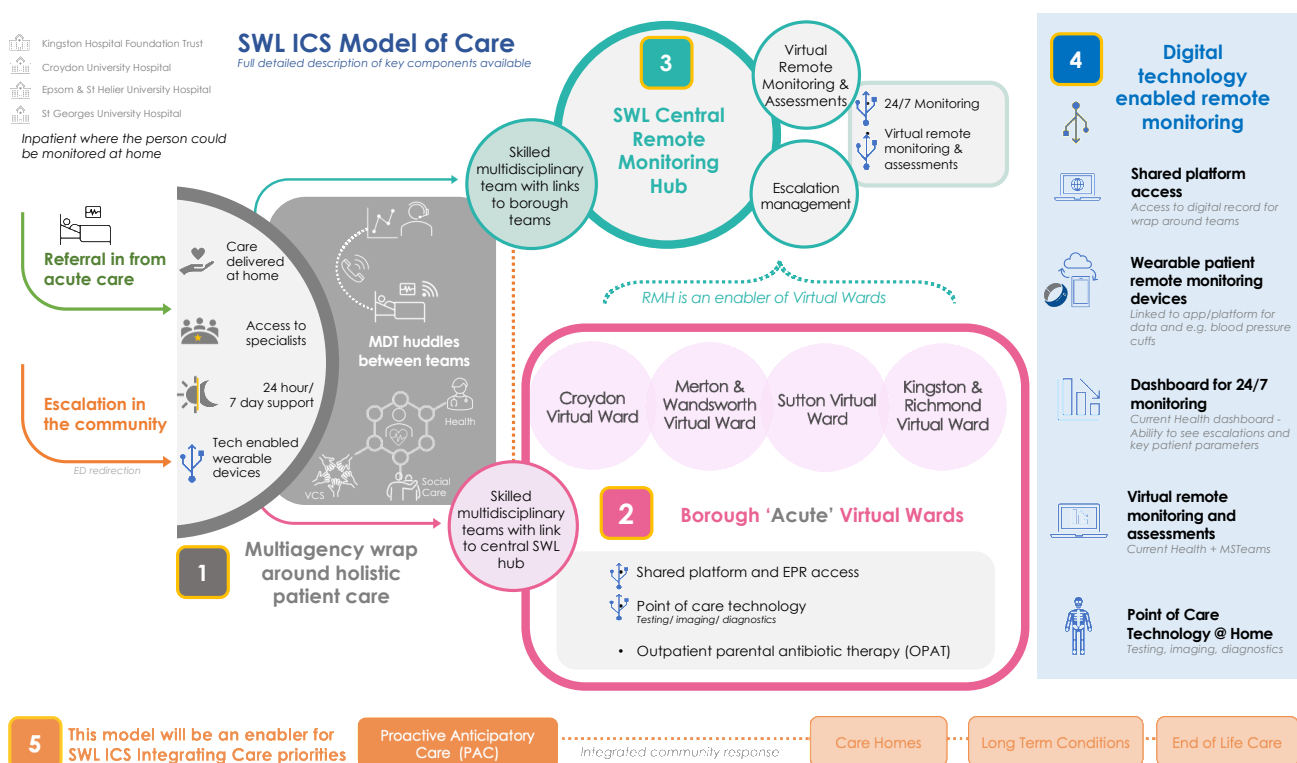 Kingston Hospital Foundation Trust
Croydon University Hospital
Epsom & St Helier University Hospital
St Georges University Hospital
Inpatient where the person could
be monitored at home
SWL ICS Model of Care
Full detailed description of key components available
Referral in from
acute care
Escalation in
the community
ED redirection
Care
delivered
at home
Access to
specialists
24 hour/
7 day support
Tech enabled
wearable
devices
MDT huddles
between teams
Health
VCS
Social
Care
1
Multiagency wrap
around holistic
patient care
Skilled
multidisciplinary
team with links
to borough
teams
3
SWL Central
Remote
Monitoring
Hub
Virtual
Remote
Monitoring &
Assessments
Escalation
management
24/7 Monitoring
• Virtual remote
monitoring &
assessments
RMH is an enabler of Virtual Wards
Croydon
Virtual Ward
Merton &
Wandsworth
Virtual Ward
Sutton Virtual
Ward
Kingston &
Richmond
Virtual Ward
Skilled
multidisciplinary
teams with link
to central SWL
hub
2
Borough ‘Acute’ Virtual Wards
• Shared platform and EPR access
• Point of care technology
Testing/ imaging/ diagnostics
• Outpatient parental antibiotic therapy (OPAT)
4
Digital
technology
enabled remote
monitoring
Shared platform
access
Access to digital record for
wrap around teams
Wearable patient
remote monitoring
devices
Linked to app/platform for
data and e.g. blood pressure
cuffs
Dashboard for 24/7
monitoring
Current Health dashboard -
Ability to see escalations and
key patient parameters
Virtual remote
monitoring and
assessments
Current Health + MSTeams
Point of Care
Technology @ Home
Testing, imaging, diagnostics
5
This model will be an enabler for
SWL ICS Integrating Care priorities
Proactive Anticipatory
Care (PAC)
Integrated community response
Care Homes
Long Term Conditions
End of Life Care